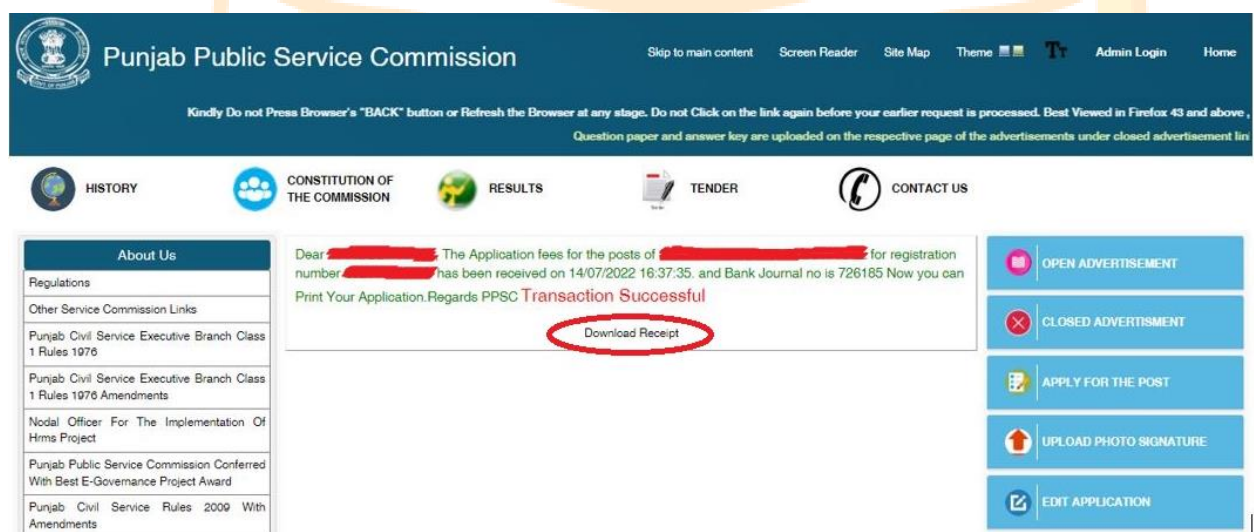 Punjab Public Service Commission
Skip to main content Screen Reader Site Map Theme Tт Admin Login Home
Kindly Do not Press Browser's "BACK" button or Refresh the Browser at any stage. Do not Click on the link again before your earlier request is processed. Best Viewed in Firefox 43 and above ,
Question paper and answer key are uploaded on the respective page of the advertisements under closed advertisement lin
HISTORY
CONSTITUTION OF
THE COMMISSION
RESULTS
TENDER
CONTACT US
About Us
Regulations
Other Service Commission Links
Punjab Civil Service Executive Branch Class
1 Rules 1976
Punjab Civil Service Executive Branch Class
1 Rules 1976 Amendments
Nodal Officer For The Implementation Of
Hrms Project
Punjab Public Service Commission Conferred
With Best E-Governance Project Award
Punjab Civil Service Rules 2009 With
Amendments
Dear , The Application fees for the posts of for registration
number has been received on 14/07/2022 16:37:35. and Bank Journal no is 726185 Now you can
Print Your Application.Regards PPSC Transaction Successful
Download Receipt
OPEN ADVERTISEMENT
CLOSED ADVERTISMENT
APPLY FOR THE POST
UPLOAD PHOTO SIGNATURE
EDIT APPLICATION